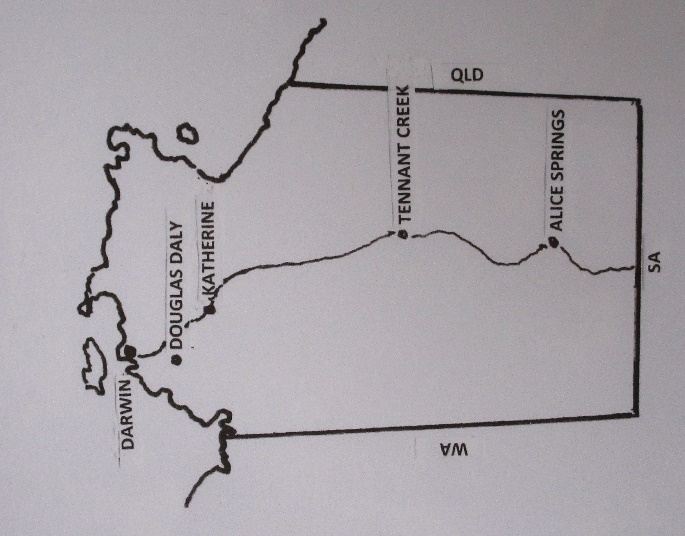 DARWIN
DOUGLAS DALY
KATHERINE
TENNANT CREEK
ALICE SPRINGS
QLD
WA
SA